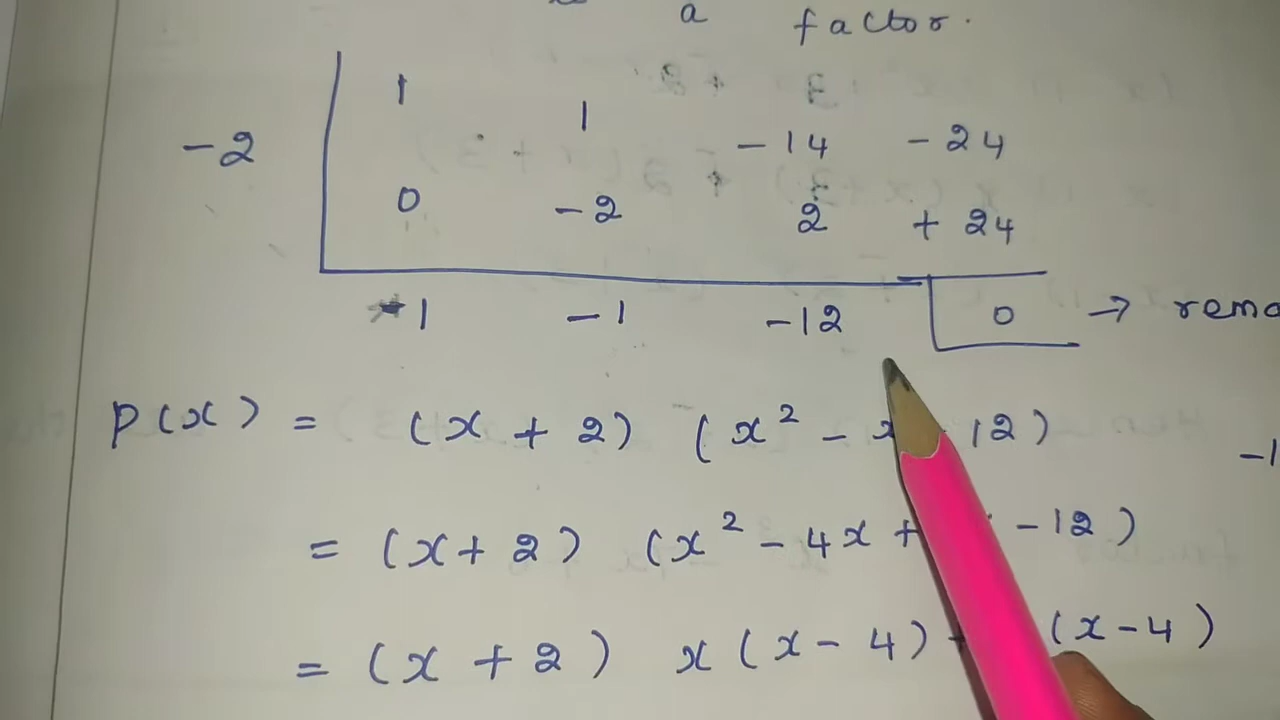 a factor.
1 1 -14 -24
-2
0 -2 2 + 24
1 -1 -12 0 →
P(x) = (x + 2) (x² - x 12)
-1
= (x + 2) (x² - 4x + - 12)
= (x + 2) x(x - 4) (x - 4)